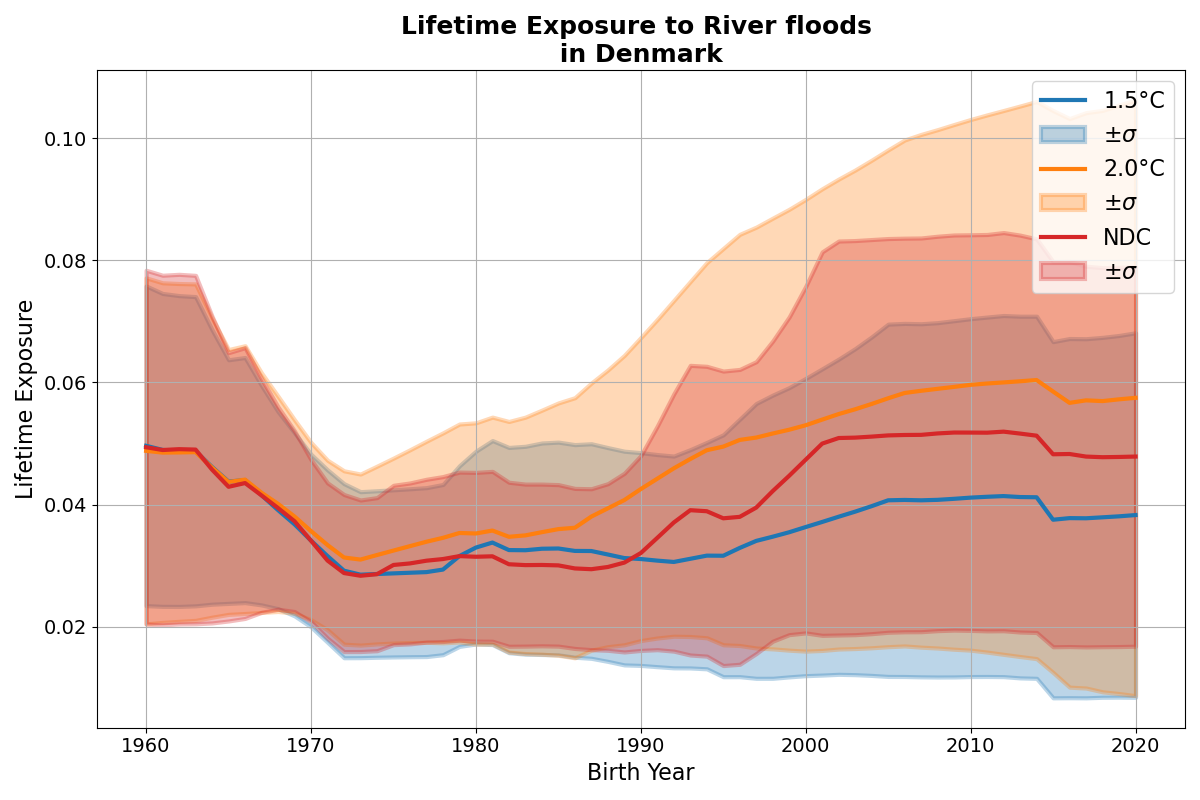 Lifetime Exposure to River floods
in Denmark
Lifetime Exposure
0.10
0.08
0.06
0.04
0.02
1960 1970 1980 1990 2000 2010 2020
Birth Year
1.5°C
±σ
2.0°C
±σ
NDC
±σ